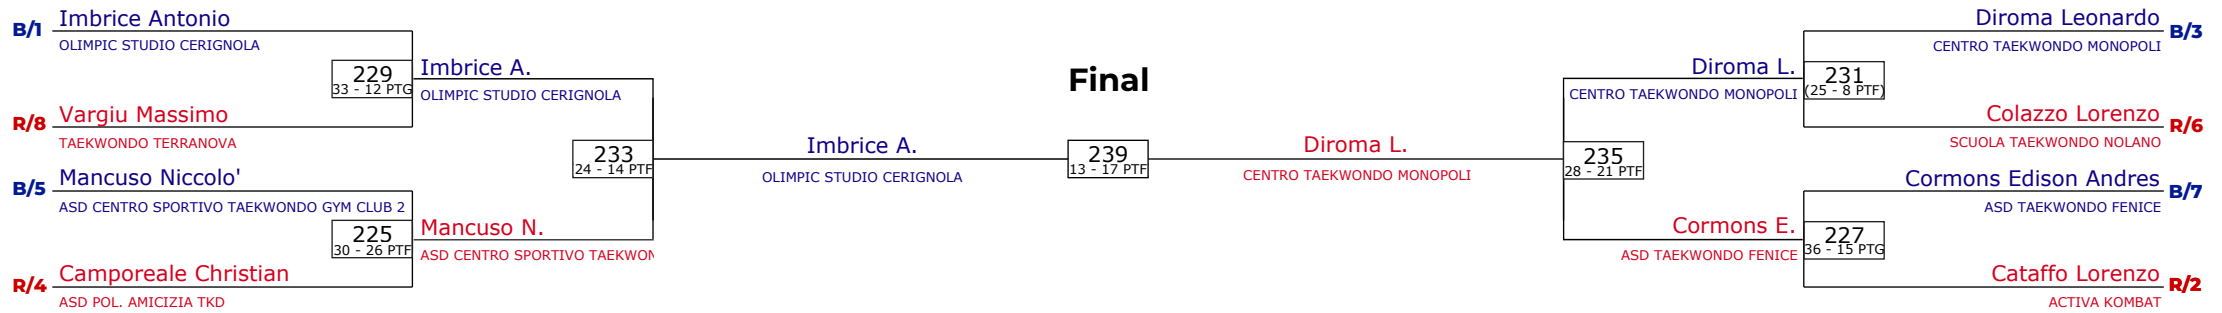 B/1
Imbrice Antonio
OLIMPIC STUDIO CERIGNOLA
229
33 - 12 PTG
R/8
Vargiu Massimo
TAEKWONDO TERRANOVA
Imbrice A.
OLIMPIC STUDIO CERIGNOLA
B/5
Mancuso Niccolo'
ASD CENTRO SPORTIVO TAEKWONDO GYM CLUB 2
225
30 - 26 PTF
R/4
Camporeale Christian
ASD POL. AMICIZIA TKD
Mancuso N.
ASD CENTRO SPORTIVO TAEKWON
233
24 - 14 PTF
Imbrice A.
OLIMPIC STUDIO CERIGNOLA
Final
239
13 - 17 PTF
Diroma L.
CENTRO TAEKWONDO MONOPOLI
235
28 - 21 PTF
Diroma L.
CENTRO TAEKWONDO MONOPOLI
Cormons E.
ASD TAEKWONDO FENICE
Diroma Leonardo
B/3
CENTRO TAEKWONDO MONOPOLI
231
(25 - 8 PTF)
Colazzo Lorenzo
R/6
SCUOLA TAEKWONDO NOLANO
Cormons Edison Andres
B/7
ASD TAEKWONDO FENICE
227
36 - 15 PTG
Cataffo Lorenzo
R/2
ACTIVA KOMBAT